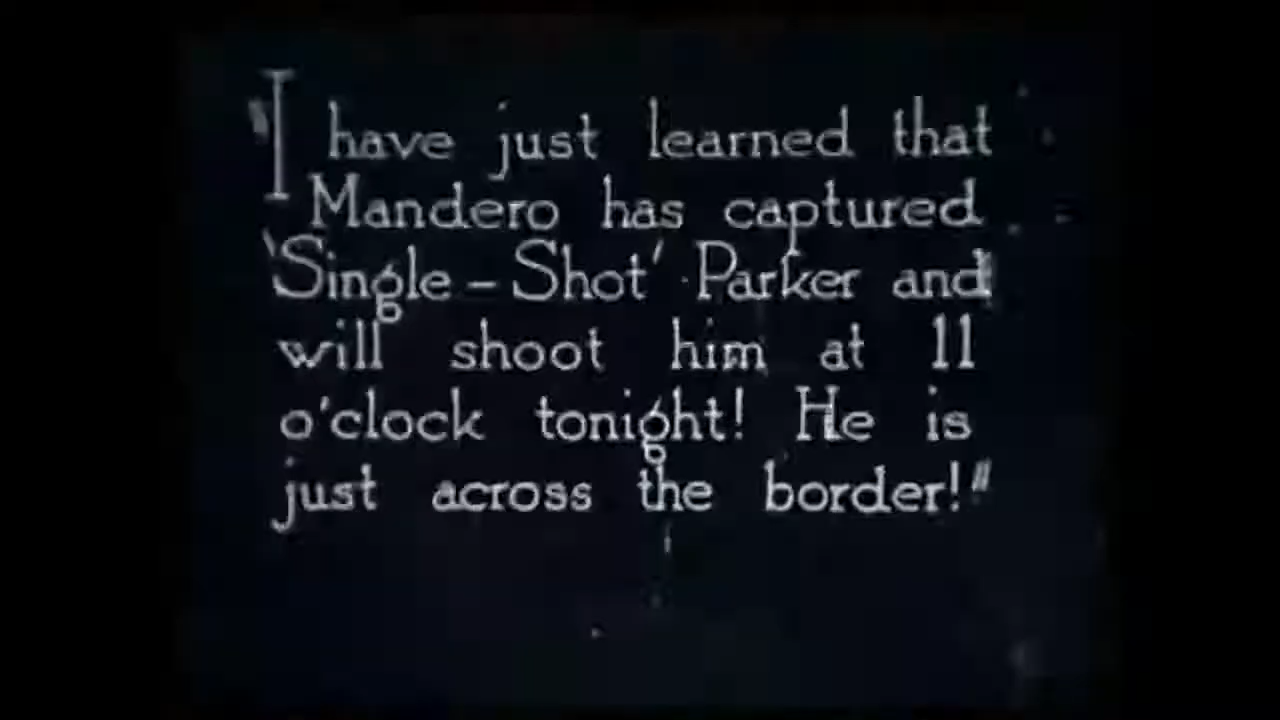 "I have just learned that
Mandero has captured
'Single-Shot' Parker and
will shoot him at 11
o'clock tonight! He is
just across the border!"